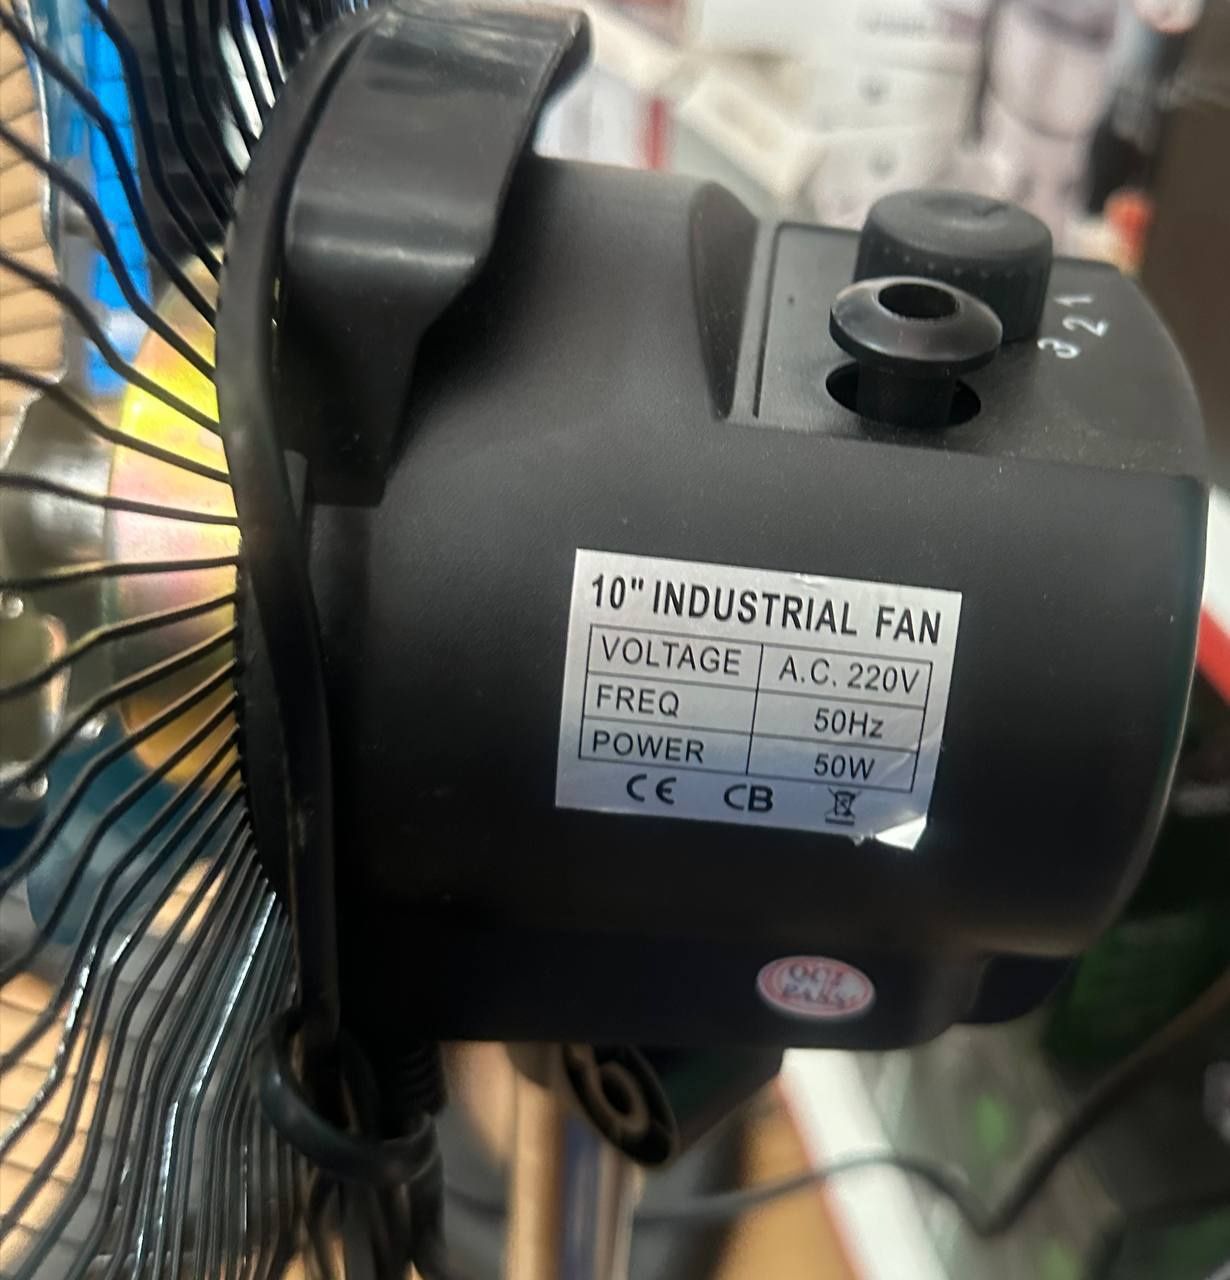 1
2
3
10" INDUSTRIAL FAN
VOLTAGE A.C. 220V
FREQ 50Hz
POWER 50W
CE CB